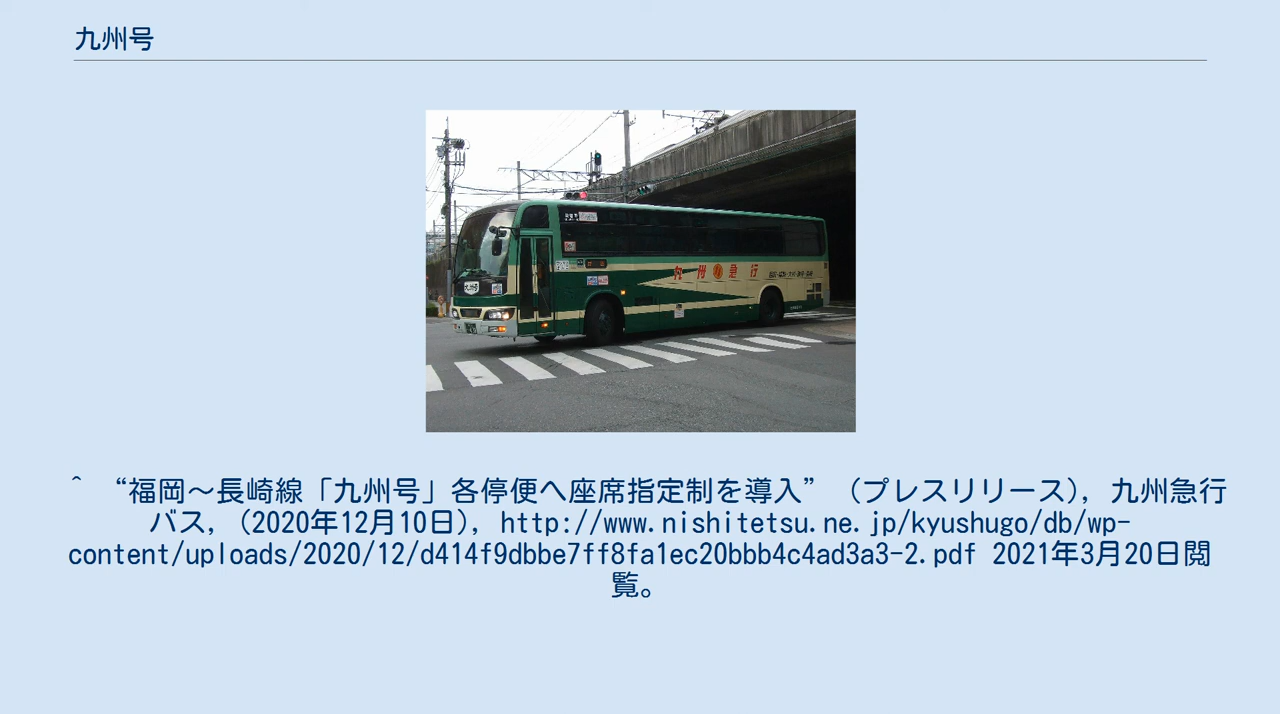 九州号
九州急行
^ “福岡～長崎線「九州号」各停便へ座席指定制を導入” (プレスリリース), 九州急行
バス, (2020年12月10日), http://www.nishitetsu.ne.jp/kyushugo/db/wp-
content/uploads/2020/12/d414f9dbbe7ff8fa1ec20bbb4c4ad3a3-2.pdf 2021年3月20日閲
覧。